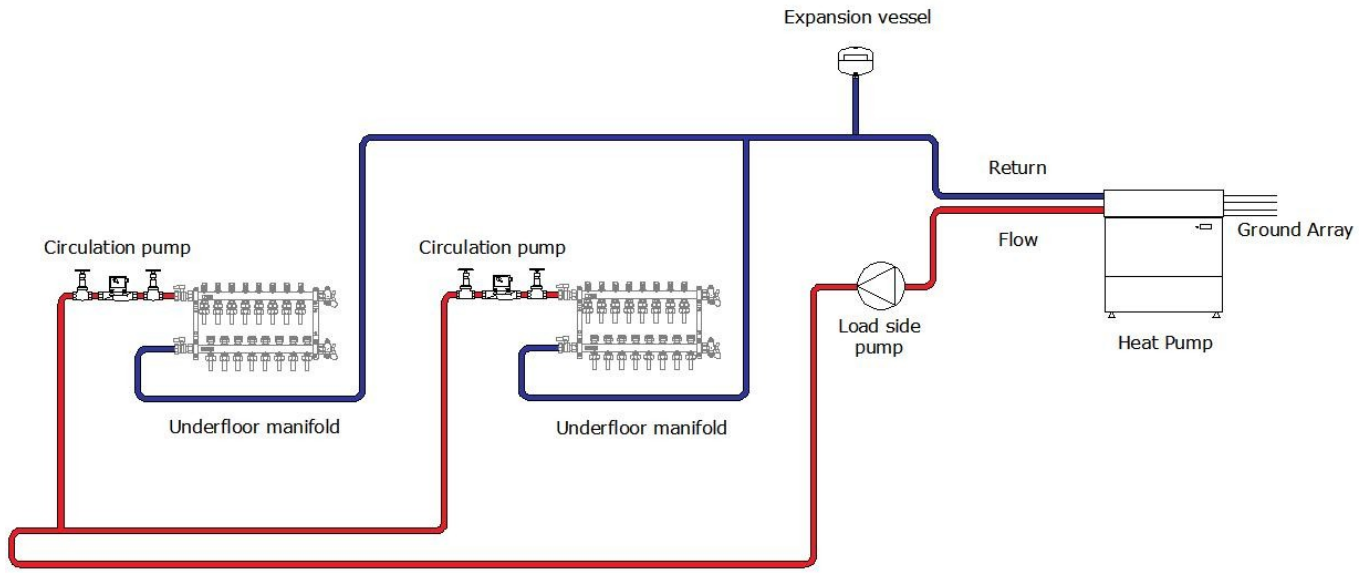 Expansion vessel
Return
Flow
Ground Array
Circulation pump
Circulation pump
Load side
pump
Heat Pump
Underfloor manifold
Underfloor manifold